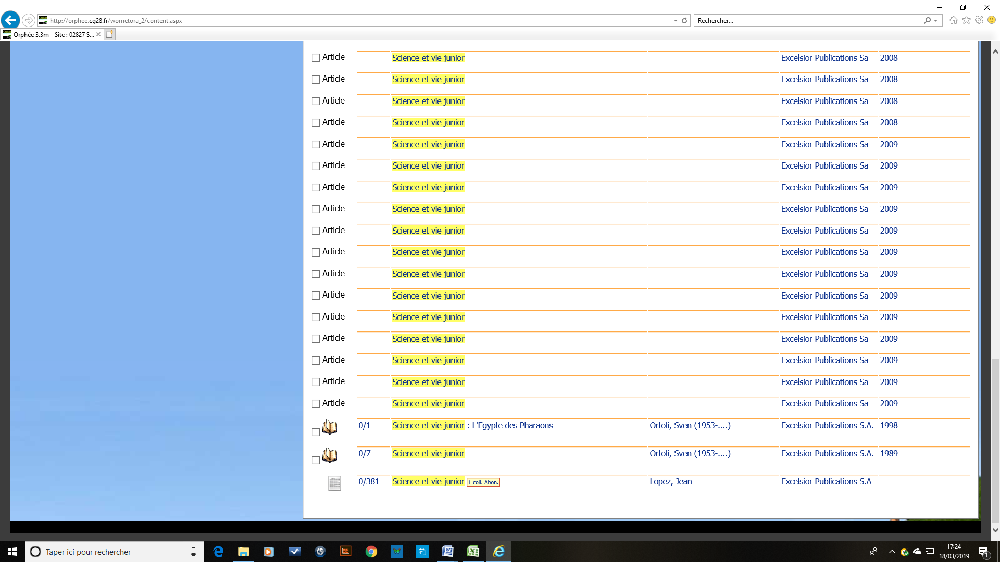 http://orphee.cg28.fr/wornetora_2/content.aspx
Rechercher...
Orphée 3.3m - Site : 02827 S...
Article Science et vie junior Excelsior Publications Sa 2008
Article Science et vie junior Excelsior Publications Sa 2008
Article Science et vie junior Excelsior Publications Sa 2008
Article Science et vie junior Excelsior Publications Sa 2008
Article Science et vie junior Excelsior Publications Sa 2009
Article Science et vie junior Excelsior Publications Sa 2009
Article Science et vie junior Excelsior Publications Sa 2009
Article Science et vie junior Excelsior Publications Sa 2009
Article Science et vie junior Excelsior Publications Sa 2009
Article Science et vie junior Excelsior Publications Sa 2009
Article Science et vie junior Excelsior Publications Sa 2009
Article Science et vie junior Excelsior Publications Sa 2009
Article Science et vie junior Excelsior Publications Sa 2009
Article Science et vie junior Excelsior Publications Sa 2009
Article Science et vie junior Excelsior Publications Sa 2009
Article Science et vie junior Excelsior Publications Sa 2009
Article Science et vie junior Excelsior Publications Sa 2009
0/1 Science et vie junior : L'Egypte des Pharaons Ortoli, Sven (1953-....) Excelsior Publications S.A. 1998
0/7 Science et vie junior Ortoli, Sven (1953-....) Excelsior Publications S.A. 1989
0/381 Science et vie junior 1 coll. Abon. Lopez, Jean Excelsior Publications S.A
Taper ici pour rechercher
17:24
18/03/2019
1